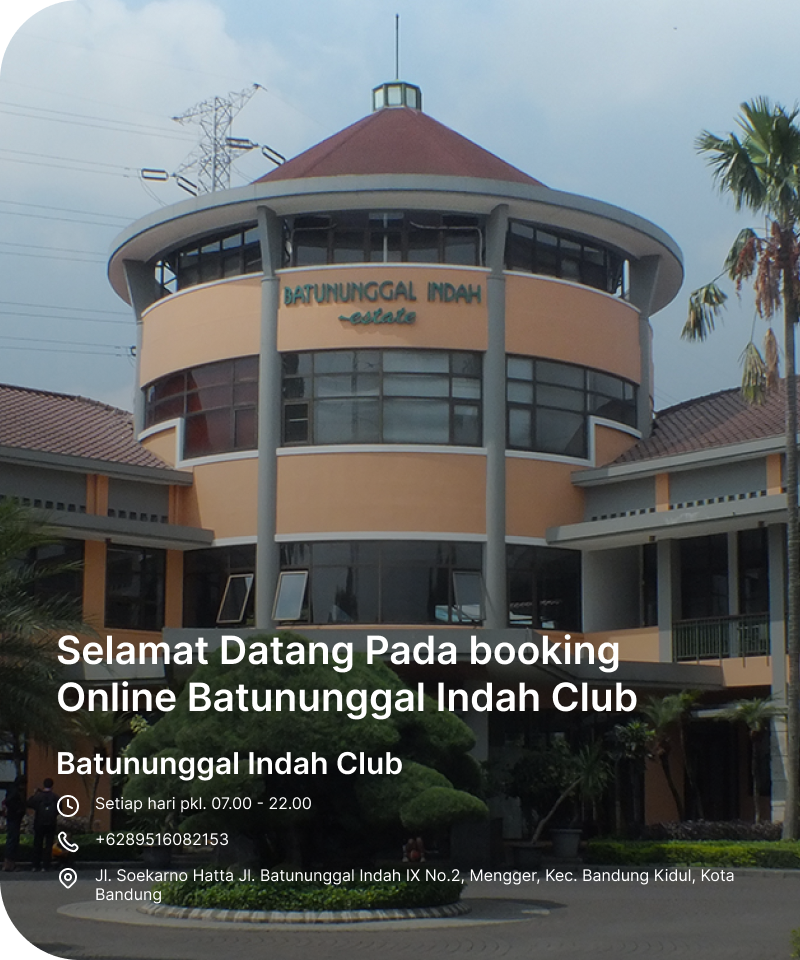 BATUNUNGGAL INDAH
~estate
Selamat Datang Pada booking
Online Batununggal Indah Club
Batununggal Indah Club
Setiap hari pkl. 07.00 - 22.00
+6289516082153
Jl. Soekarno Hatta Jl. Batununggal Indah IX No.2, Mengger, Kec. Bandung Kidul, Kota
Bandung